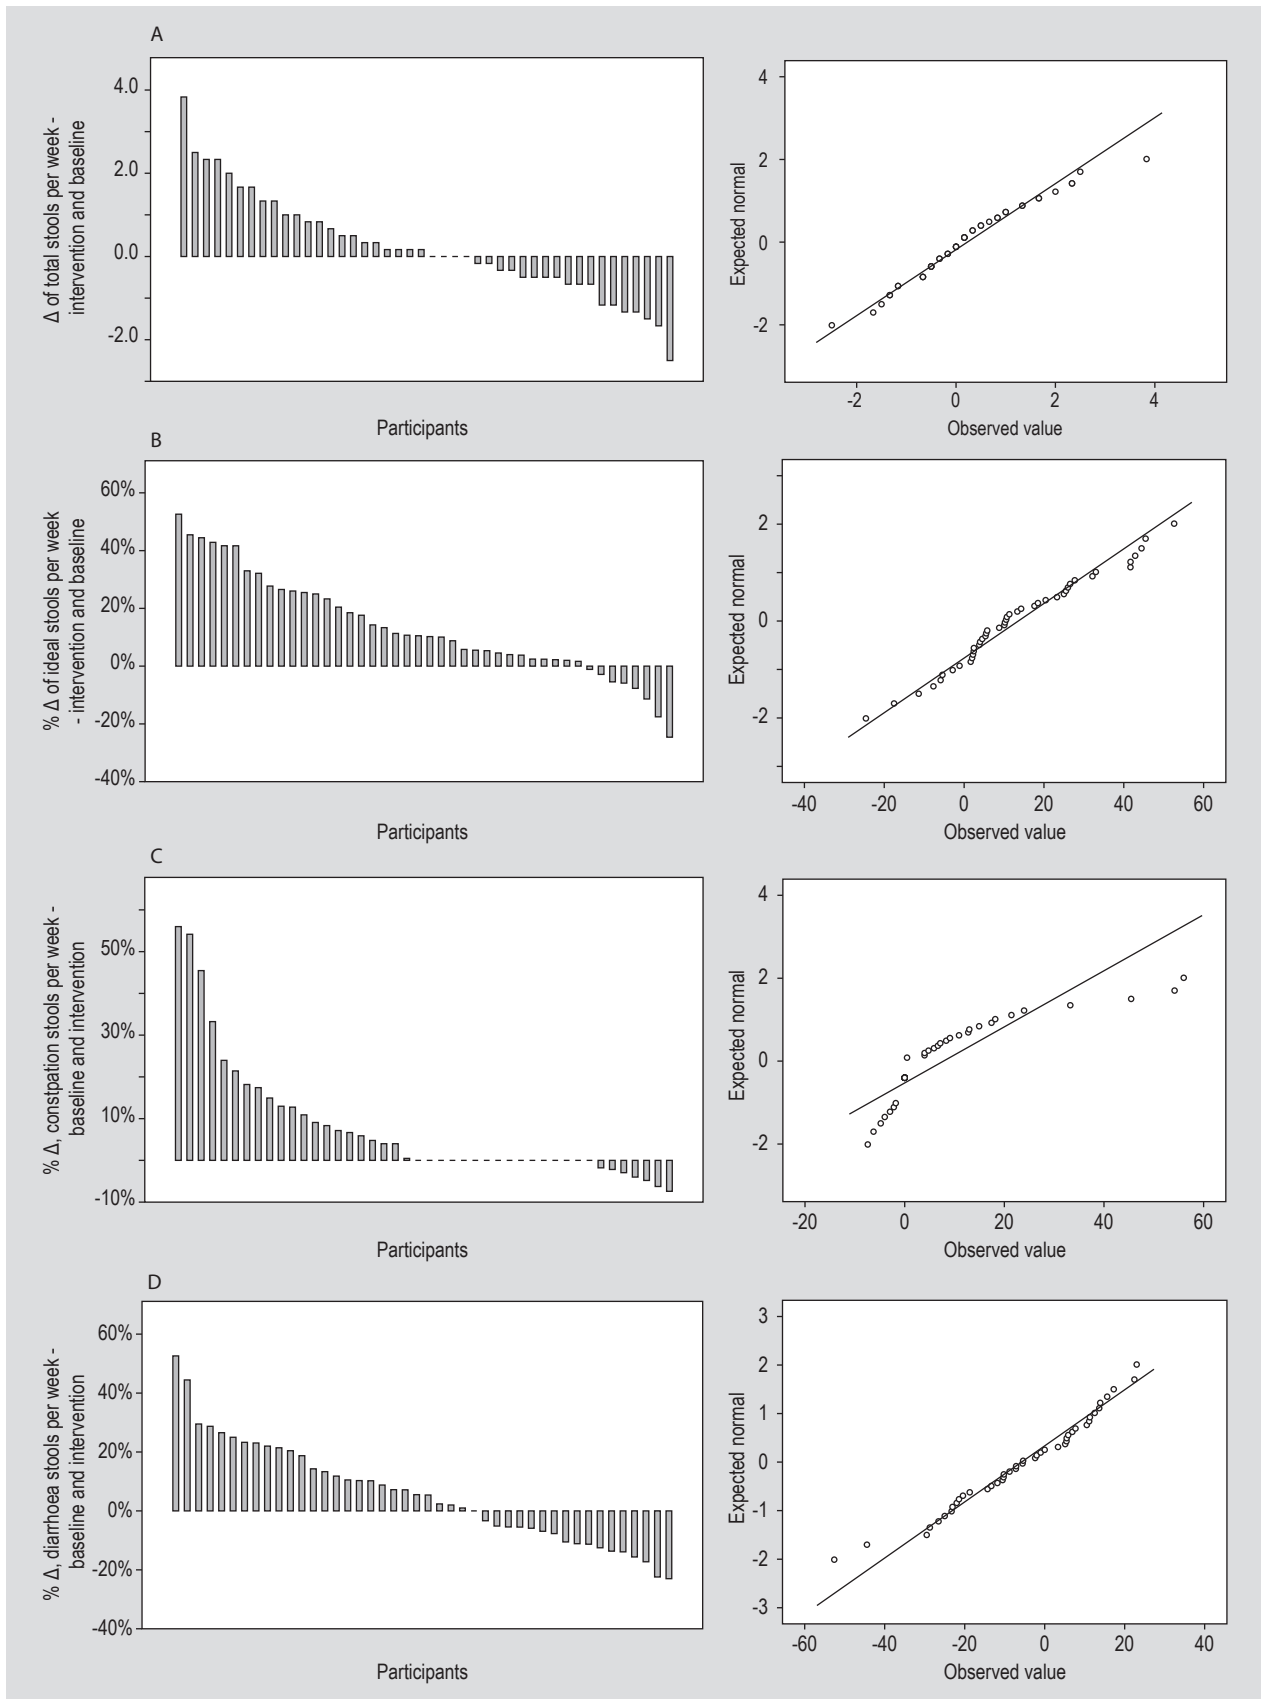 A
Δ of total stools per week -
intervention and baseline
4.0
2.0
0.0
-2.0
Participants
Expected normal
4
2
0
-2
-2 0 2 4
Observed value
B
% Δ of ideal stools per week
- intervention and baseline
60%
40%
20%
0%
-20%
-40%
Participants
Expected normal
2
0
-2
-40 -20 0 20 40 60
Observed value
C
% Δ, constpation stools per week -
baseline and intervention
50%
30%
10%
-10%
Participants
Expected normal
4
2
0
-2
-20 0 20 40 60
Observed value
D
% Δ, diarrhoea stools per week -
baseline and intervention
60%
40%
20%
0%
-20%
-40%
Participants
Expected normal
3
2
1
0
-1
-2
-3
-60 -40 -20 0 20 40
Observed value